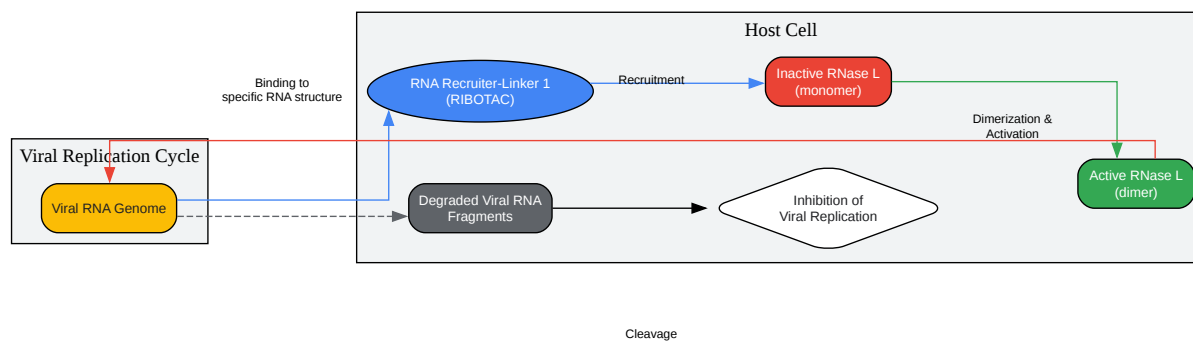 Host Cell
Binding to
specific RNA structure
RNA Recruiter-Linker 1
(RIBOTAC)
Recruitment
Inactive RNase L
(monomer)
Dimerization &
Activation
Viral Replication Cycle
Viral RNA Genome
Degraded Viral RNA
Fragments
Inhibition of
Viral Replication
Active RNase L
(dimer)
Cleavage